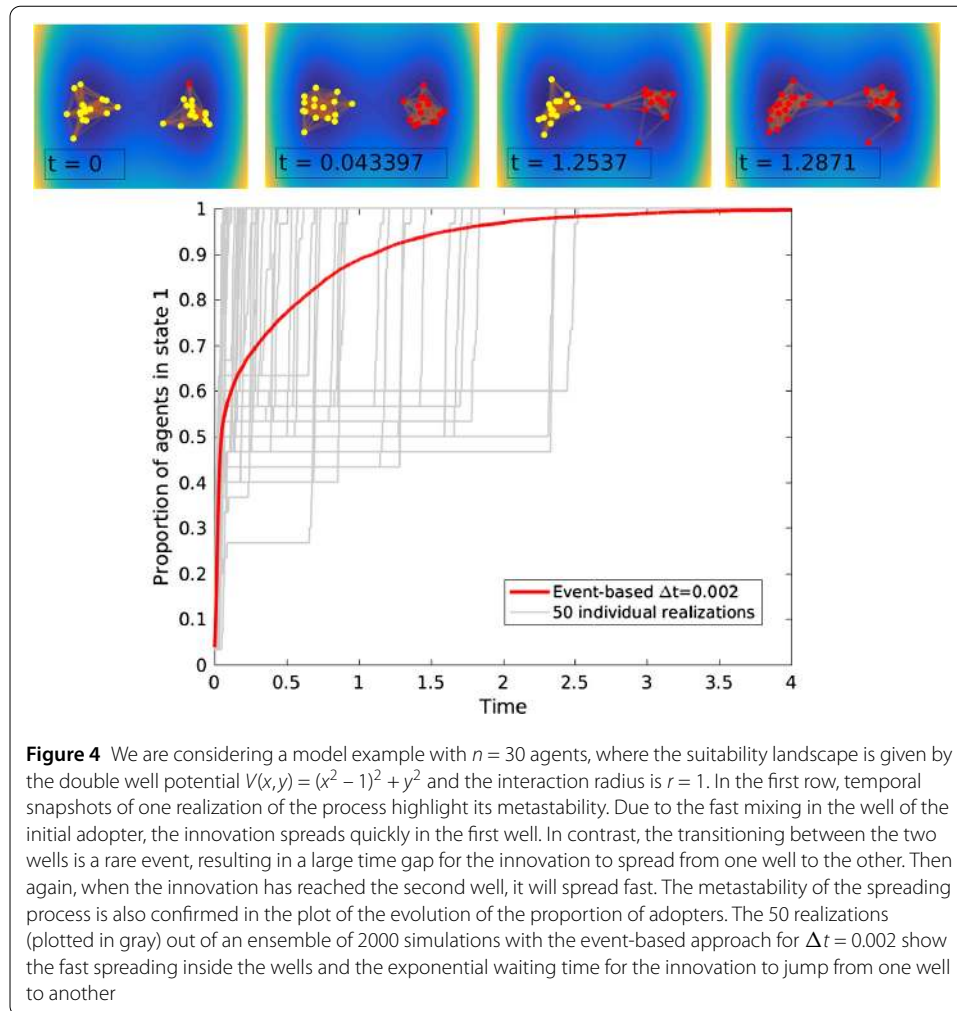 t = 0
t = 0.043397
t = 1.2537
t = 1.2871
1
0.9
0.8
0.7
0.6
0.5
0.4
0.3
0.2
0.1
0
Proportion of agents in state 1
Event-based Δt=0.002
50 individual realizations
0 0.5 1 1.5 2 2.5 3 3.5 4
Time
Figure 4 We are considering a model example with n = 30 agents, where the suitability landscape is given by
the double well potential V(x, y) = (x² – 1)² + y² and the interaction radius is r = 1. In the first row, temporal
snapshots of one realization of the process highlight its metastability. Due to the fast mixing in the well of the
initial adopter, the innovation spreads quickly in the first well. In contrast, the transitioning between the two
wells is a rare event, resulting in a large time gap for the innovation to spread from one well to the other. Then
again, when the innovation has reached the second well, it will spread fast. The metastability of the spreading
process is also confirmed in the plot of the evolution of the proportion of adopters. The 50 realizations
(plotted in gray) out of an ensemble of 2000 simulations with the event-based approach for Δt = 0.002 show
the fast spreading inside the wells and the exponential waiting time for the innovation to jump from one well
to another